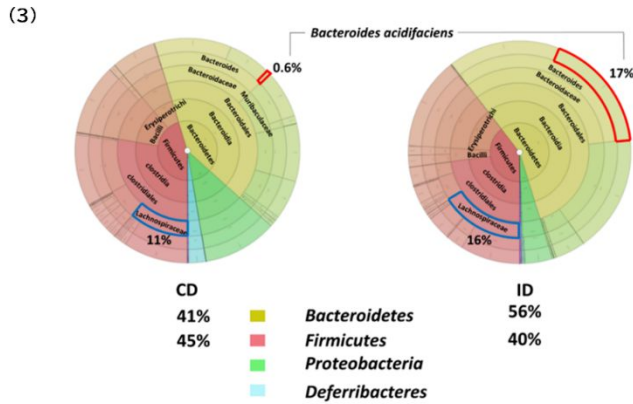 (3)
Bacteroides acidifaciens
0.6%
17%
Bacteroides
Bacteroidaceae
Bacteroidales
Muribaculaceae
Bacteroidia
Bacteroidetes
Erysiperotrichi
Bacilli
Firmicutes
clostridia
clostridiales
Lachnospiraceae
11%
Bacteroides
Bacteroidaceae
Bacteroidales
Bacteroidia
Bacteroidetes
Erysiperotrichi
Bacilli
Firmicutes
clostridia
clostridiales
Lachnospiraceae
16%
CD
ID
41%
Bacteroidetes
56%
45%
Firmicutes
40%
Proteobacteria
Deferribacteres